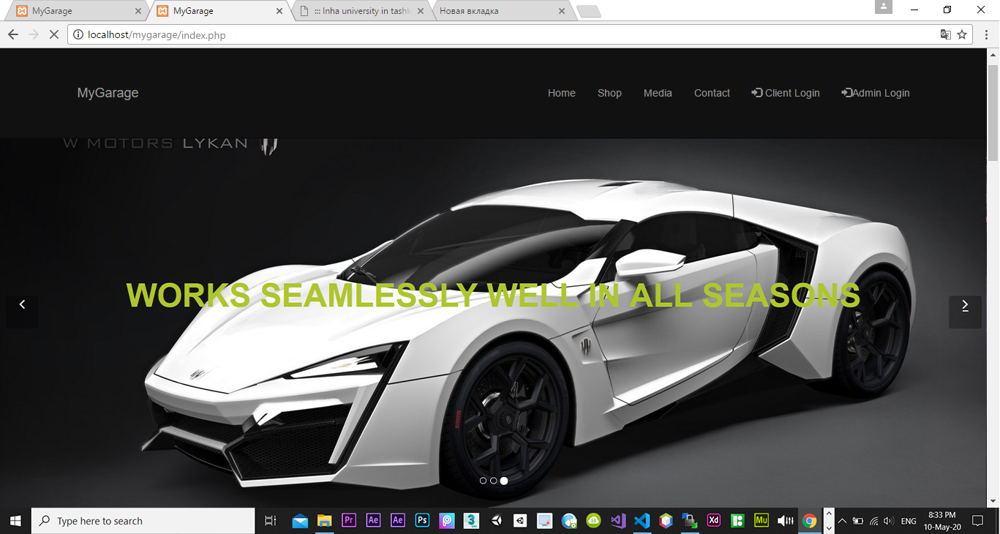 MyGarage
MyGarage
::: Inha university in tashk
Новая вкладка
localhost/mygarage/index.php
MyGarage
Home
Shop
Media
Contact
Client Login
Admin Login
W MOTORS LYKAN
WORKS SEAMLESSLY WELL IN ALL SEASONS
Type here to search
Pr
Ae
Ae
Ps
3
Xd
Mu
ENG
8:33 PM
10-May-20